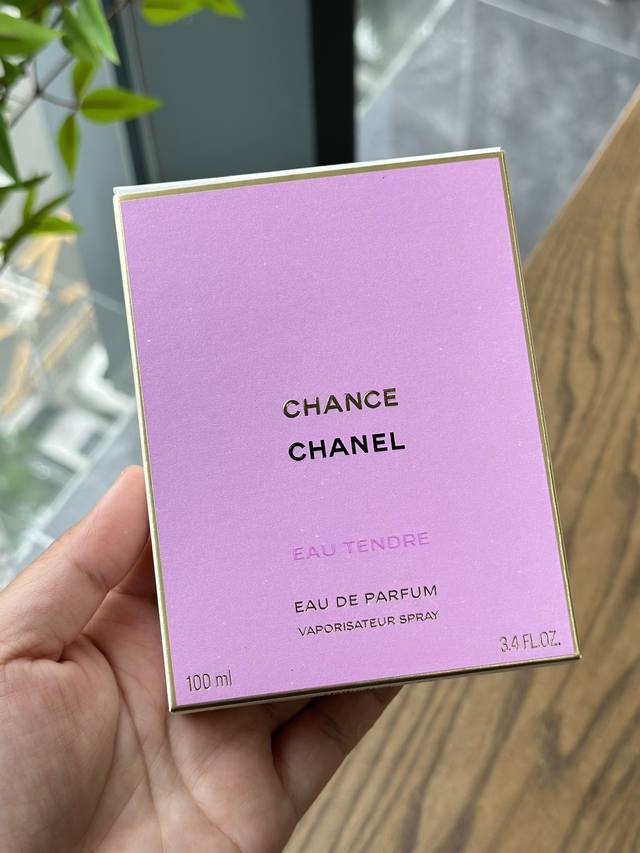 CHANCE
CHANEL
EAU TENDRE
EAU DE PARFUM
VAPORISATEUR SPRAY
100 ml
3.4 FL.OZ.